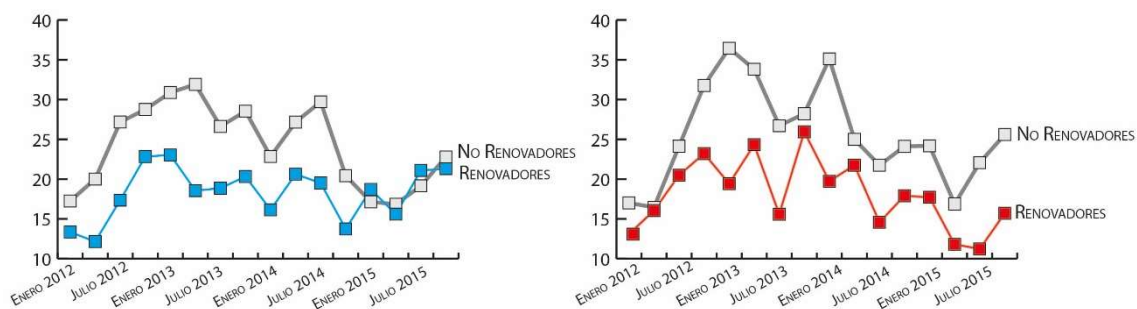 40
35
30
25
20
15
10
No Renovadores
Renovadores
Enero 2012
Julio 2012
Enero 2013
Julio 2013
Enero 2014
Julio 2014
Enero 2015
Julio 2015
40
35
30
25
20
15
10
No Renovadores
Renovadores
Enero 2012
Julio 2012
Enero 2013
Julio 2013
Enero 2014
Julio 2014
Enero 2015
Julio 2015